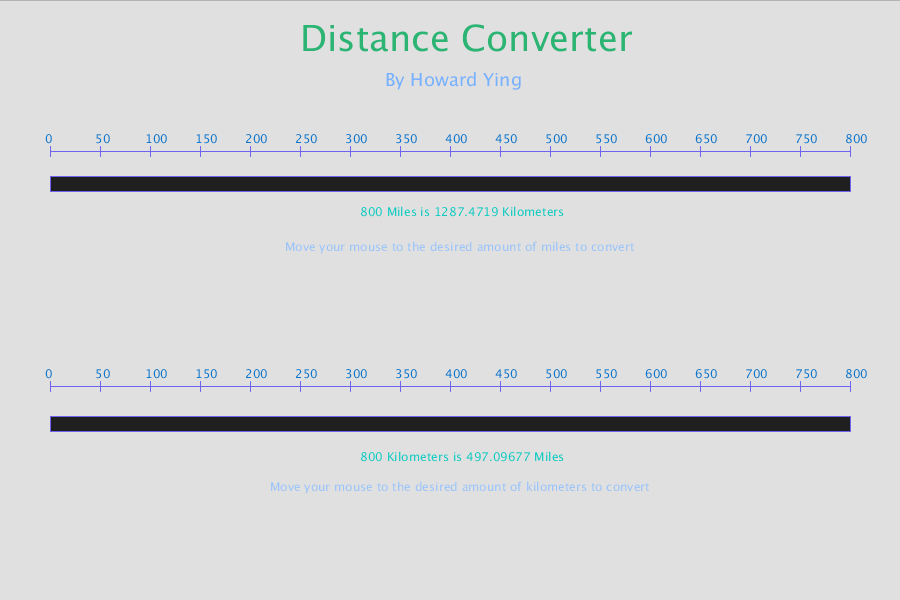 Distance Converter
By Howard Ying
0 50 100 150 200 250 300 350 400 450 500 550 600 650 700 750 800
800 Miles is 1287.4719 Kilometers
Move your mouse to the desired amount of miles to convert
0 50 100 150 200 250 300 350 400 450 500 550 600 650 700 750 800
800 Kilometers is 497.09677 Miles
Move your mouse to the desired amount of kilometers to convert